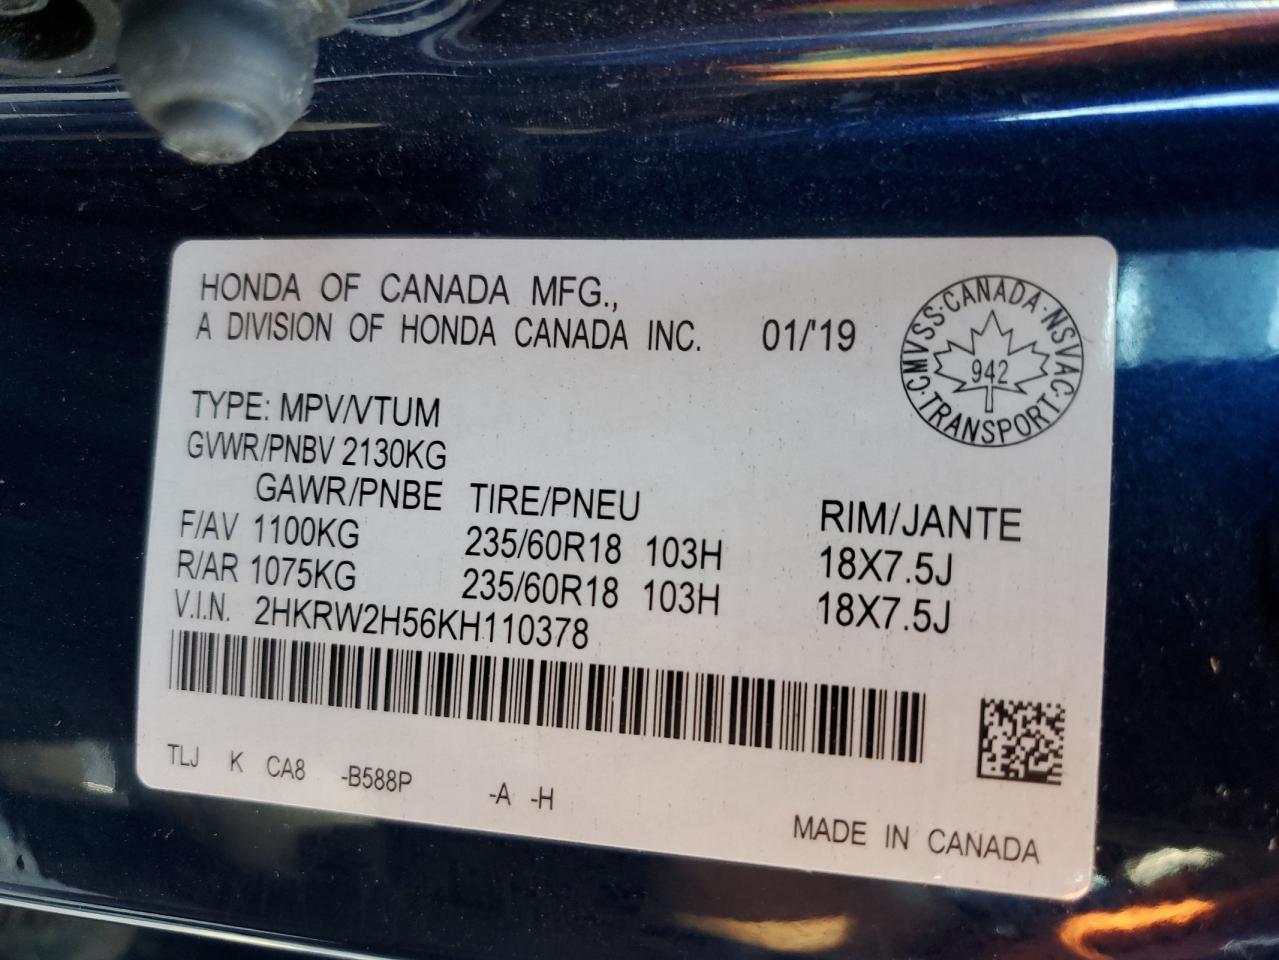 HONDA OF CANADA MFG.,
A DIVISION OF HONDA CANADA INC. 01/'19
CMVSS·CANADA·NSVAC·TRANSPORT·
942
TYPE: MPV/VTUM
GVWR/PNBV 2130KG
GAWR/PNBE TIRE/PNEU RIM/JANTE
F/AV 1100KG 235/60R18 103H 18X7.5J
R/AR 1075KG 235/60R18 103H 18X7.5J
V.I.N. 2HKRW2H56KH110378
TLJ K CA8 -B588P -A -H
MADE IN CANADA